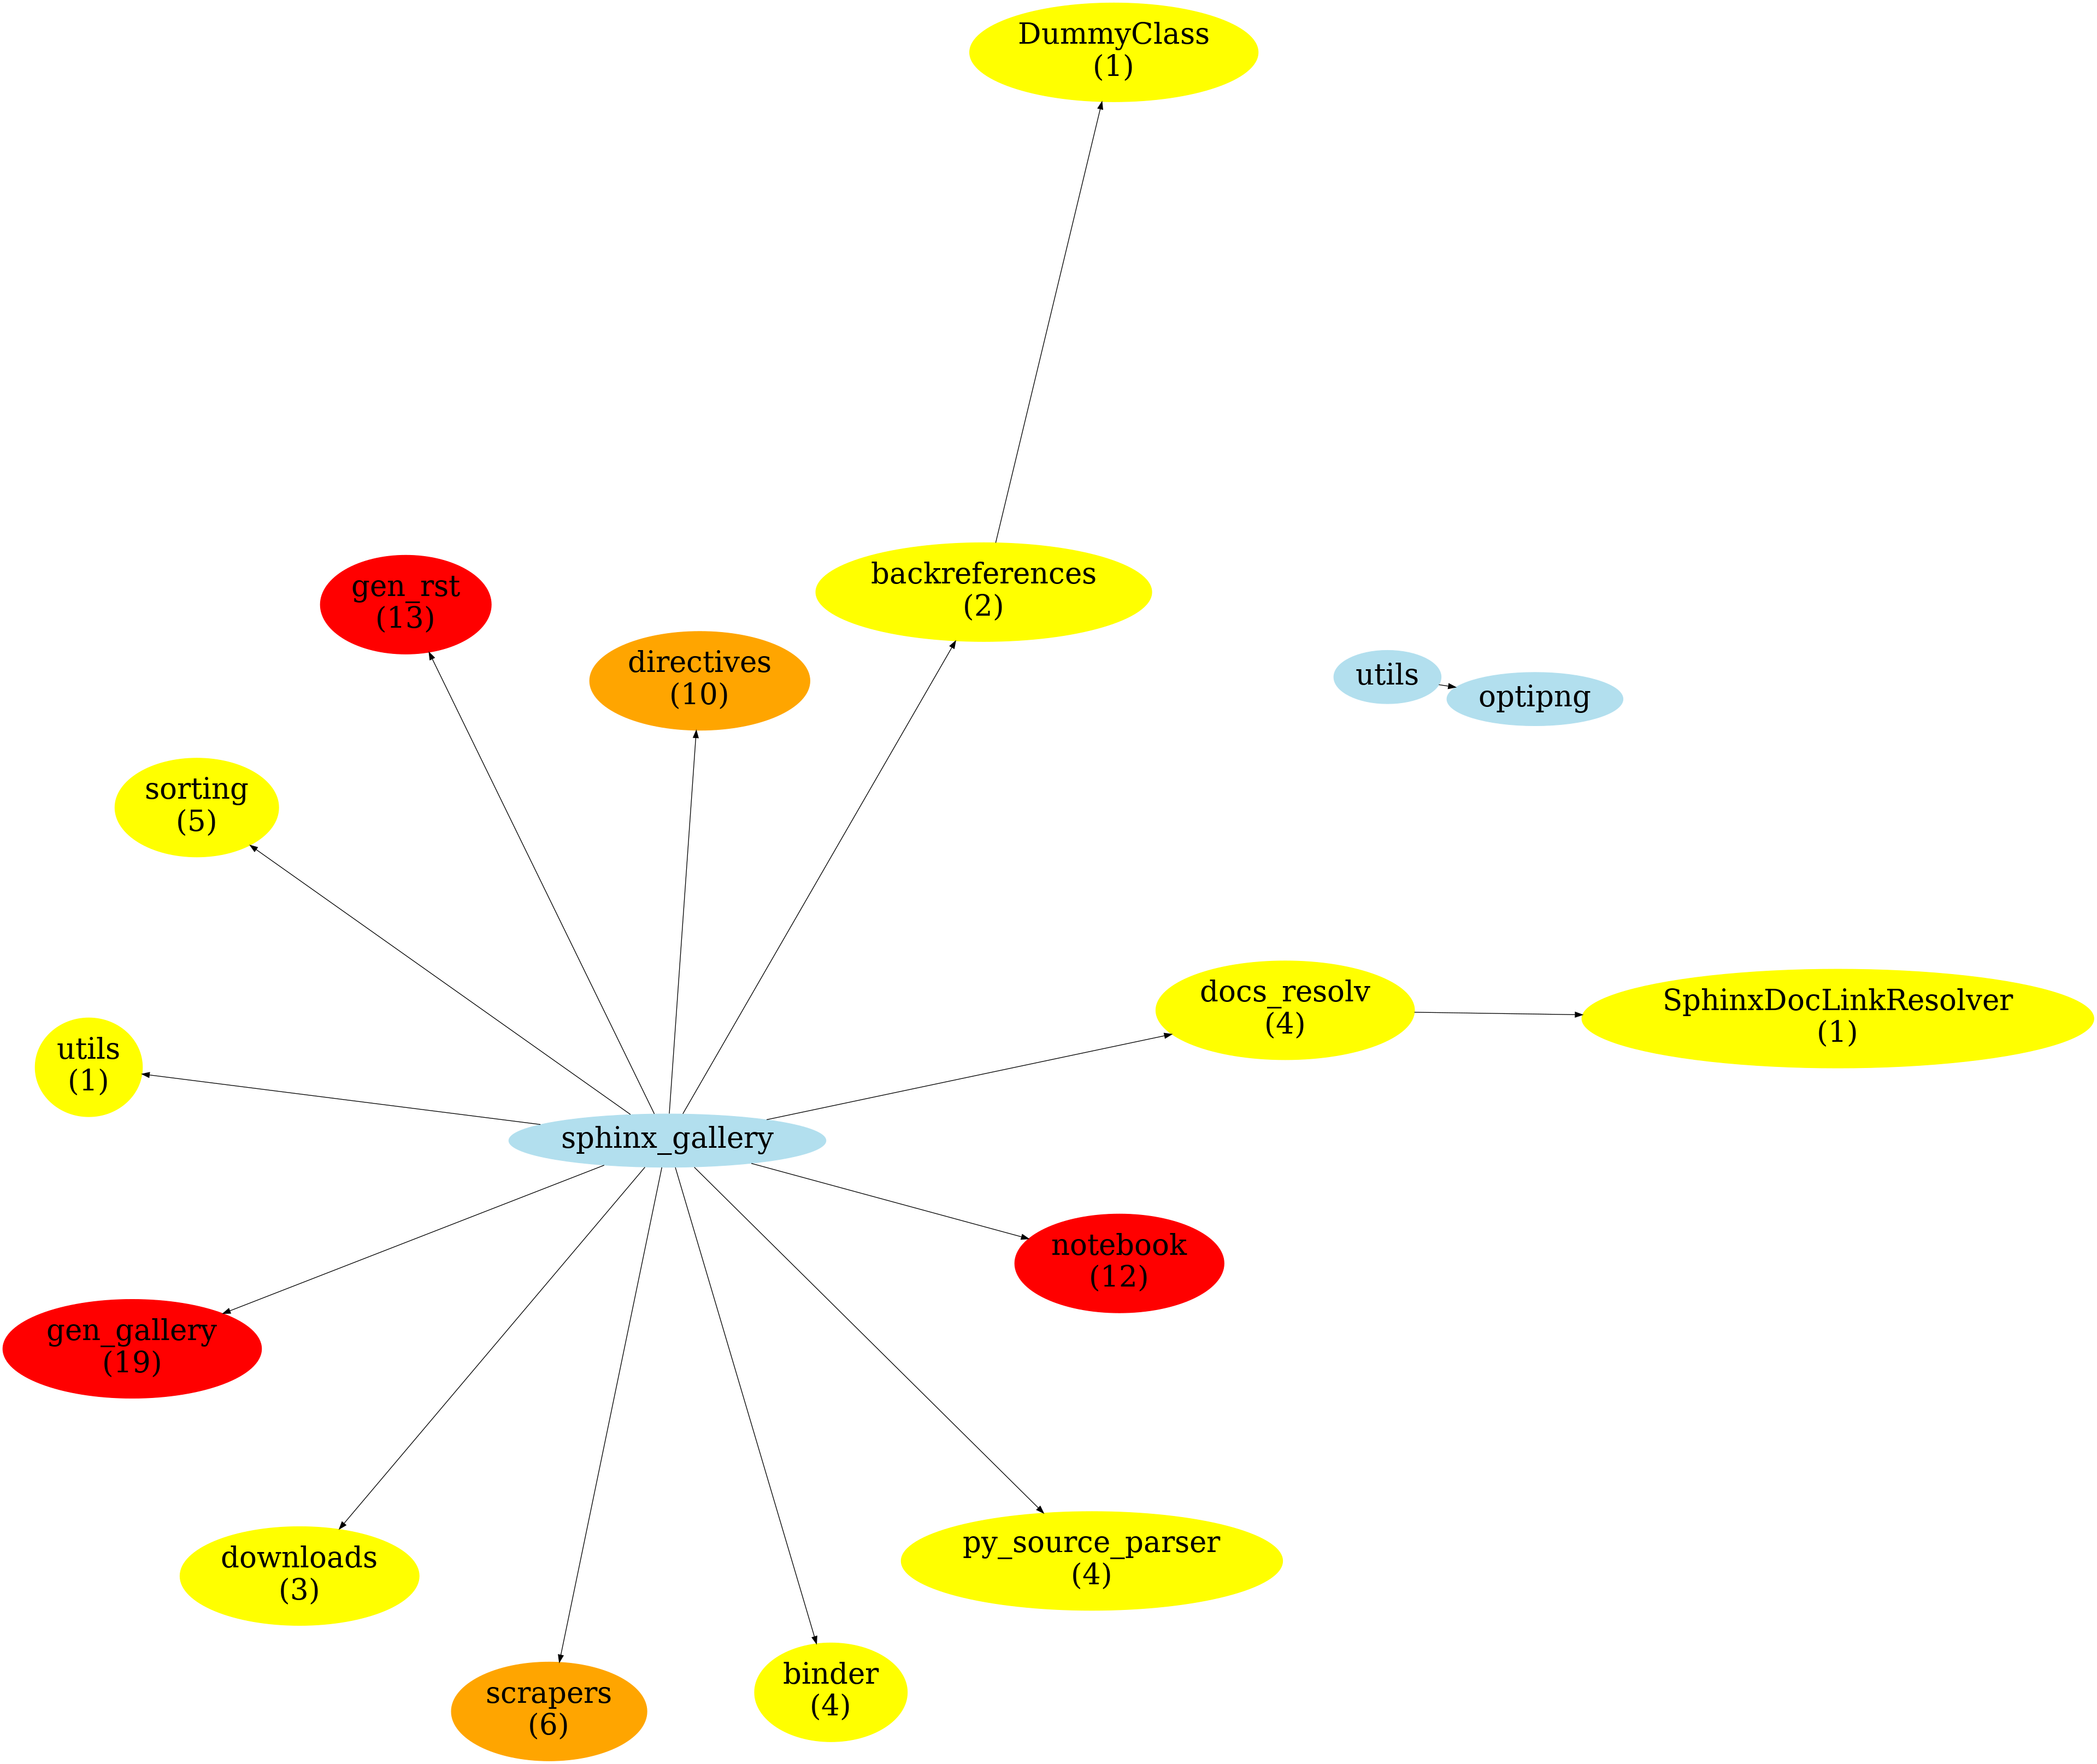 DummyClass
(1)
gen_rst
(13)
directives
(10)
backreferences
(2)
utils
optipng
sorting
(5)
docs_resolv
(4)
SphinxDocLinkResolver
(1)
utils
(1)
sphinx_gallery
notebook
(12)
gen_gallery
(19)
downloads
(3)
py_source_parser
(4)
scrapers
(6)
binder
(4)